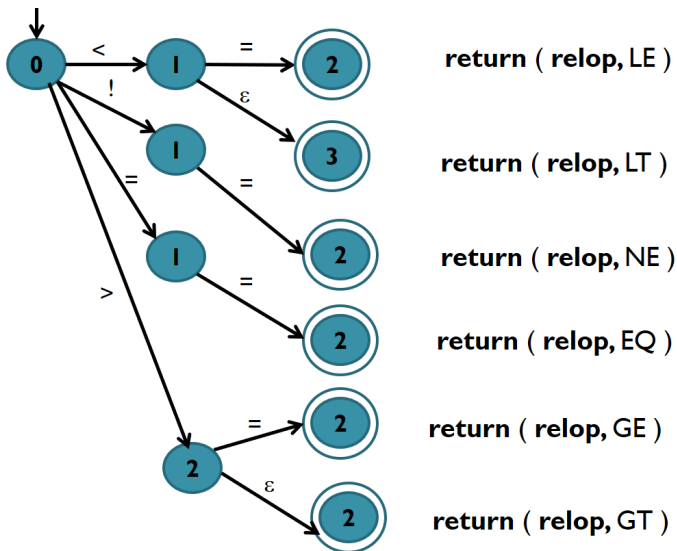 0 < 1 = 2 return ( relop, LE )
! ε
1 3 return ( relop, LT )
= =
1 2 return ( relop, NE )
> =
2 return ( relop, EQ )
= 2 return ( relop, GE )
2 ε
2 return ( relop, GT )